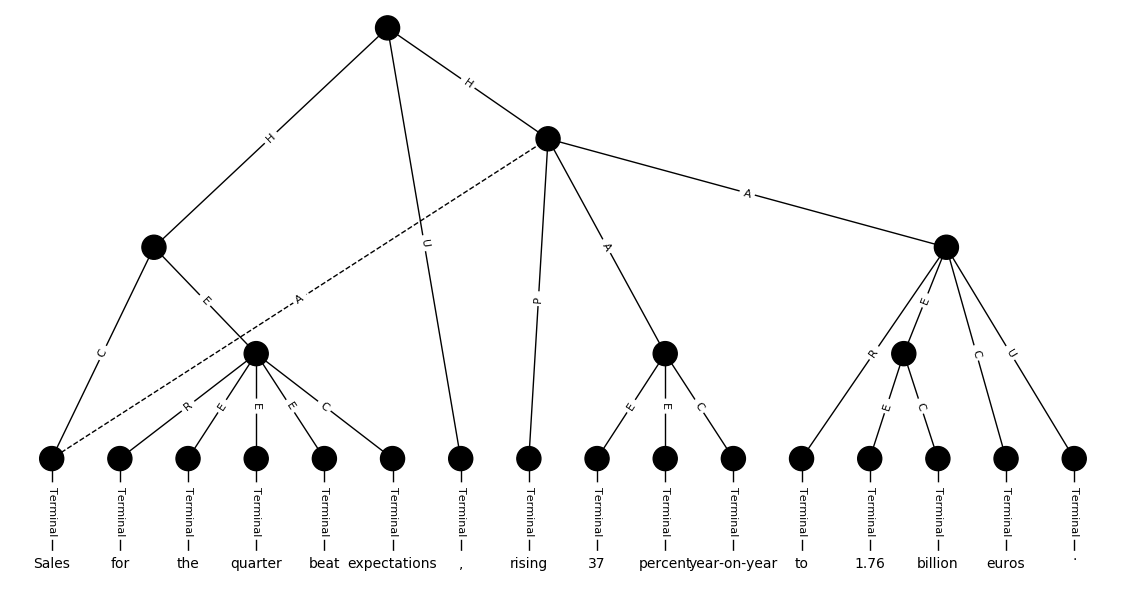 H
H
A
H
U
A
E
A
P
E
C
R
C
C
U
R
E
E
E
C
E
E
C
E
C
Terminal Terminal Terminal Terminal Terminal Terminal Terminal Terminal Terminal Terminal Terminal Terminal Terminal Terminal Terminal Terminal
Sales for the quarter beat expectations , rising 37 percent year-on-year to 1.76 billion euros .